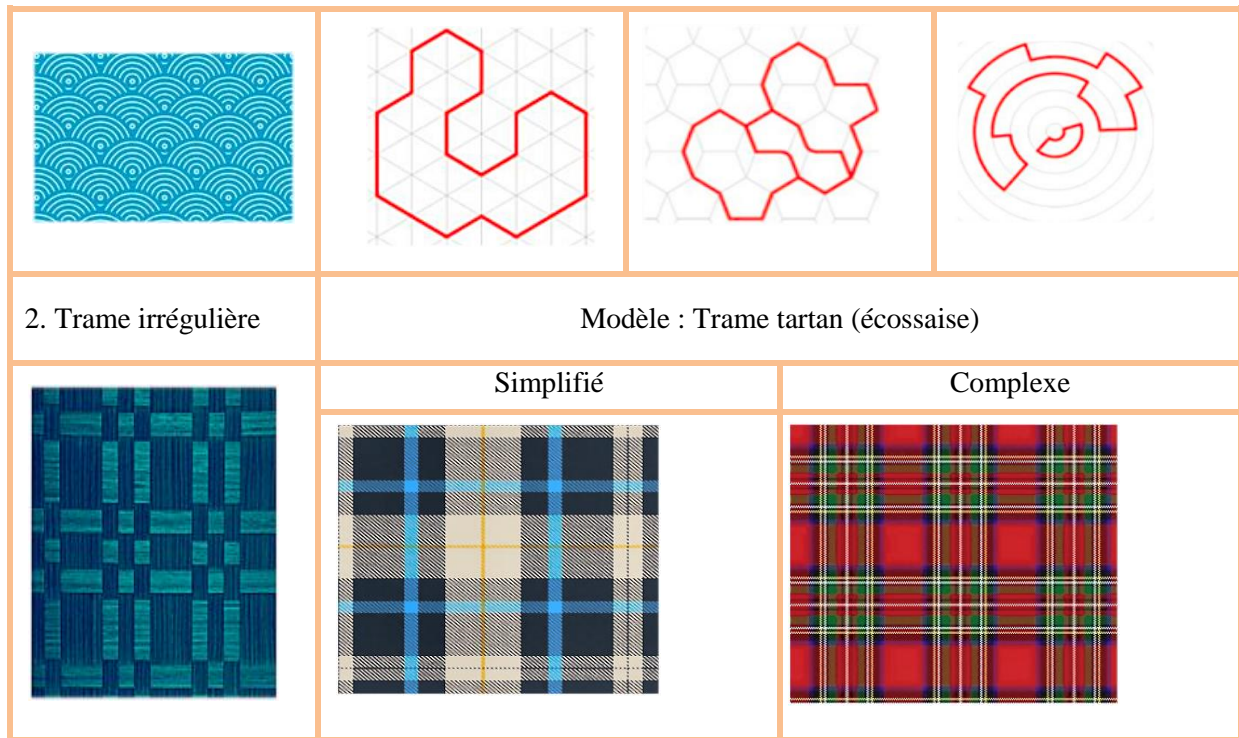 2. Trame irrégulière
Modèle : Trame tartan (écossaise)
Simplifié
Complexe